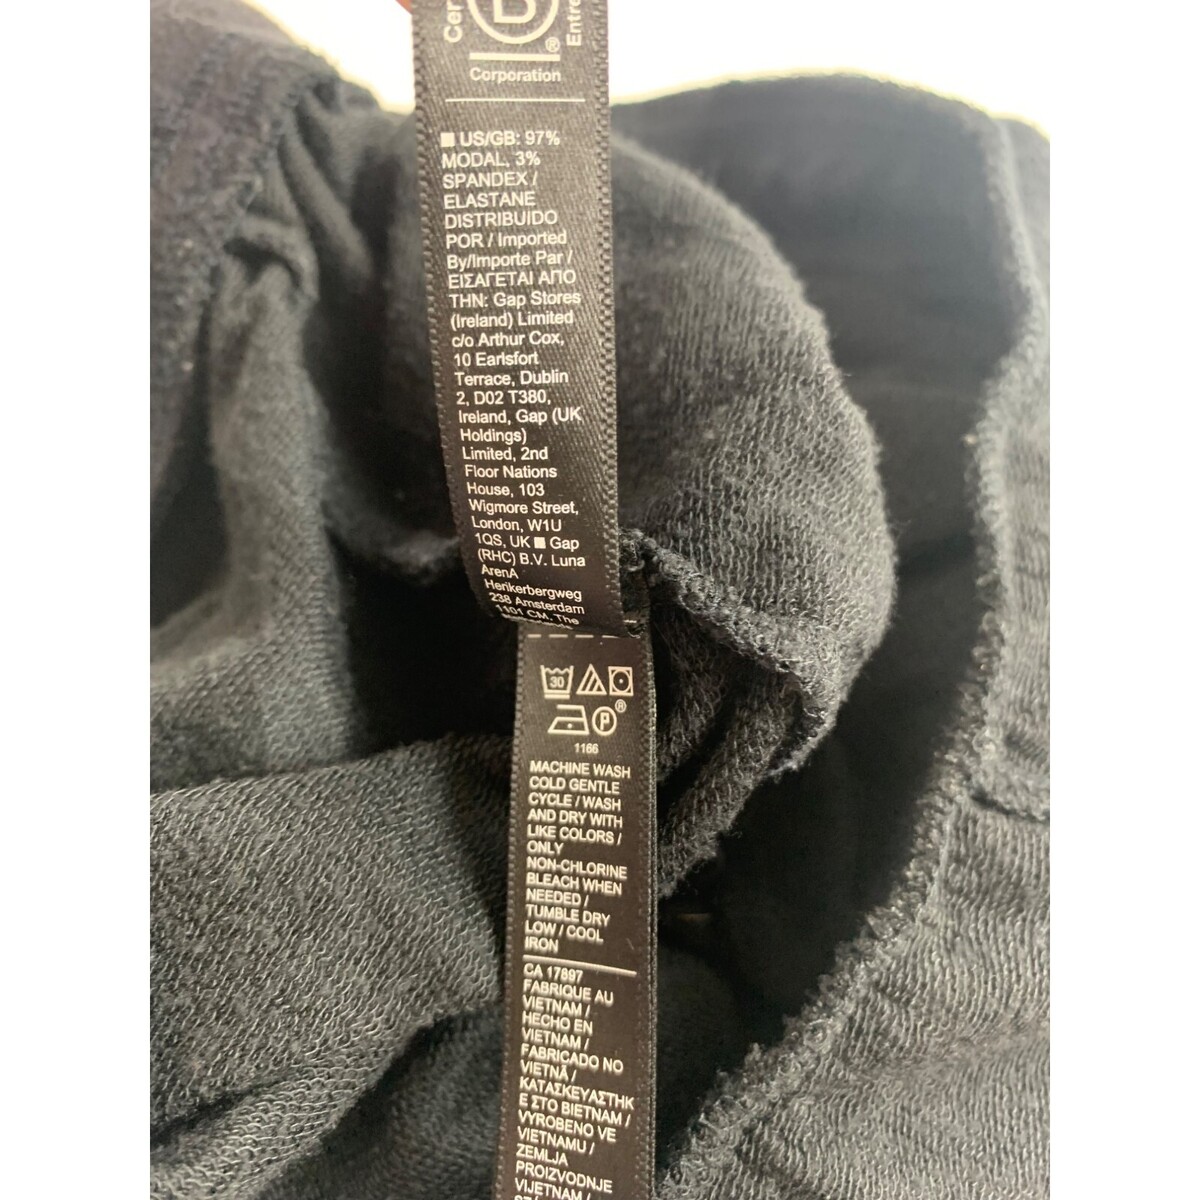 B
®
Corporation
■ US/GB: 97%
MODAL, 3%
SPANDEX /
ELASTANE
DISTRIBUIDO
POR / Imported
By/Importe Par /
ΕΙΣΑΓΕΤΑΙ ΑΠΟ
ΤΗΝ: Gap Stores
(Ireland) Limited
c/o Arthur Cox,
10 Earlsfort
Terrace, Dublin
2, D02 T380,
Ireland, Gap (UK
Holdings)
Limited, 2nd
Floor Nations
House, 103
Wigmore Street,
London, W1U
1QS, UK ■ Gap
(RHC) B.V. Luna
ArenA
Herikerbergweg
238 Amsterdam
1101 CM, The
30
P ®
1166
MACHINE WASH
COLD GENTLE
CYCLE / WASH
AND DRY WITH
LIKE COLORS /
ONLY
NON-CHLORINE
BLEACH WHEN
NEEDED /
TUMBLE DRY
LOW / COOL
IRON
CA 17897
FABRIQUE AU
VIETNAM /
HECHO EN
VIETNAM /
FABRICADO NO
VIETNÃ /
ΚΑΤΑΣΚΕΥΑΣΤΗΚ
Ε ΣΤΟ ΒΙΕΤΝΑΜ /
VYROBENO VE
VIETNAMU /
ZEMLJA
PROIZVODNJE
VIJETNAM /